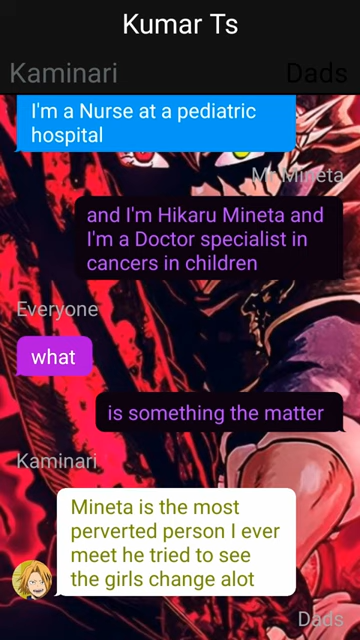 Kumar Ts
Kaminari
Dads
I'm a Nurse at a pediatric
hospital
Mr Mineta
and I'm Hikaru Mineta and
I'm a Doctor specialist in
cancers in children
Everyone
what
is something the matter
Kaminari
Mineta is the most
perverted person I ever
meet he tried to see
the girls change alot
Dads